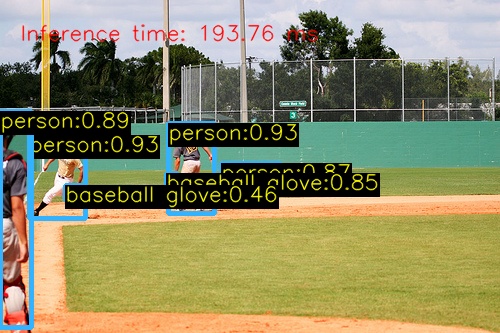 Inference time: 193.76 ms
person:0.89
person:0.93
person:0.93
person:0.87
baseball glove:0.85
baseball glove:0.46
3